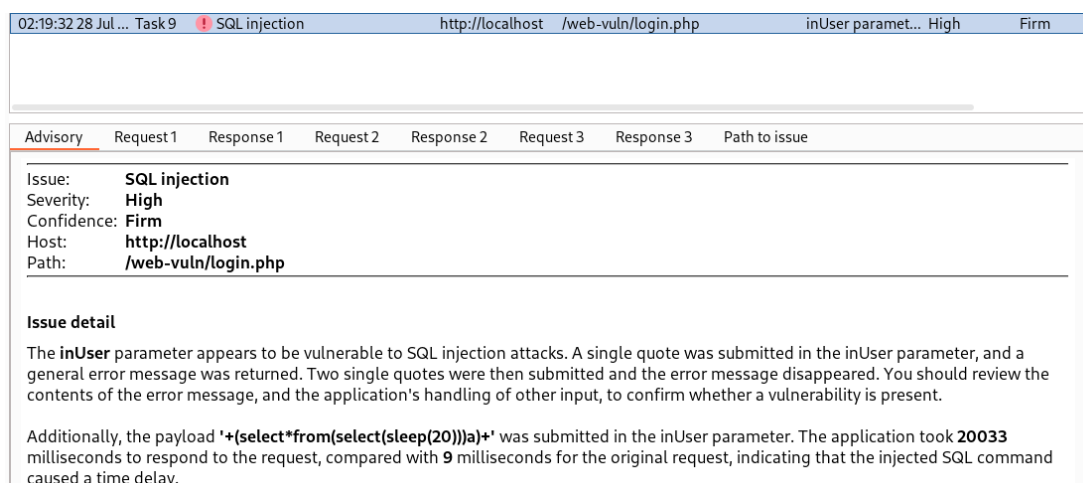 02:19:32 28 Jul ... Task 9 ! SQL injection http://localhost /web-vuln/login.php inUser paramet... High Firm
Advisory Request 1 Response 1 Request 2 Response 2 Request 3 Response 3 Path to issue
Issue: SQL injection
Severity: High
Confidence: Firm
Host: http://localhost
Path: /web-vuln/login.php
Issue detail
The inUser parameter appears to be vulnerable to SQL injection attacks. A single quote was submitted in the inUser parameter, and a
general error message was returned. Two single quotes were then submitted and the error message disappeared. You should review the
contents of the error message, and the application's handling of other input, to confirm whether a vulnerability is present.
Additionally, the payload '+(select*from(select(sleep(20)))a)+' was submitted in the inUser parameter. The application took 20033
milliseconds to respond to the request, compared with 9 milliseconds for the original request, indicating that the injected SQL command
caused a time delay.